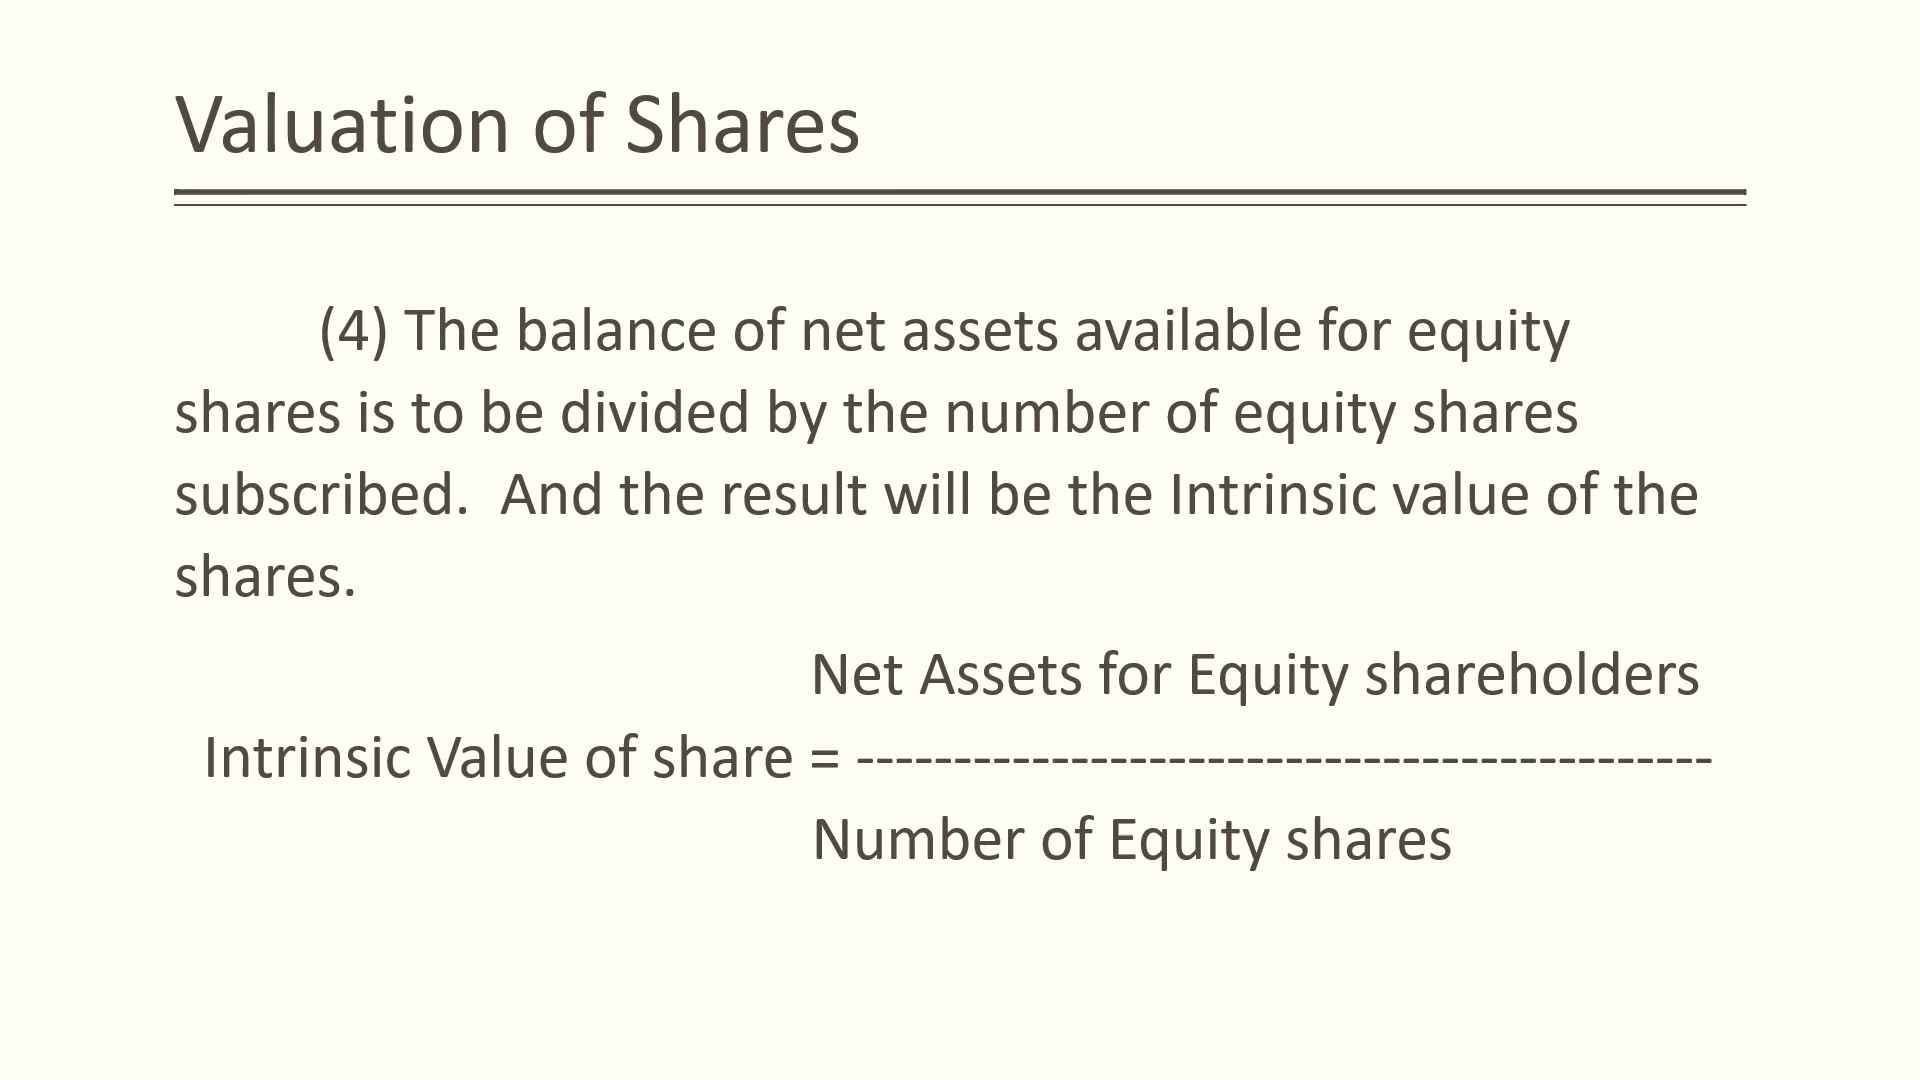 Valuation of Shares
(4) The balance of net assets available for equity
shares is to be divided by the number of equity shares
subscribed.  And the result will be the Intrinsic value of the
shares.
Net Assets for Equity shareholders
Intrinsic Value of share = --------------------------------------------
Number of Equity shares